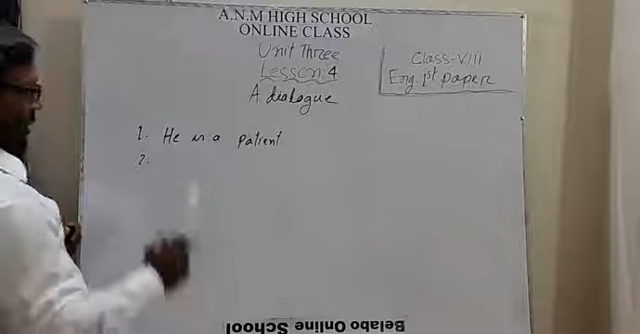 A.N.M HIGH SCHOOL
ONLINE CLASS
Unit Three
Lesson 4
A dialogue
Class-VIII
Eng. 1st paper
1. He is a patient
2.
Belabo Online School